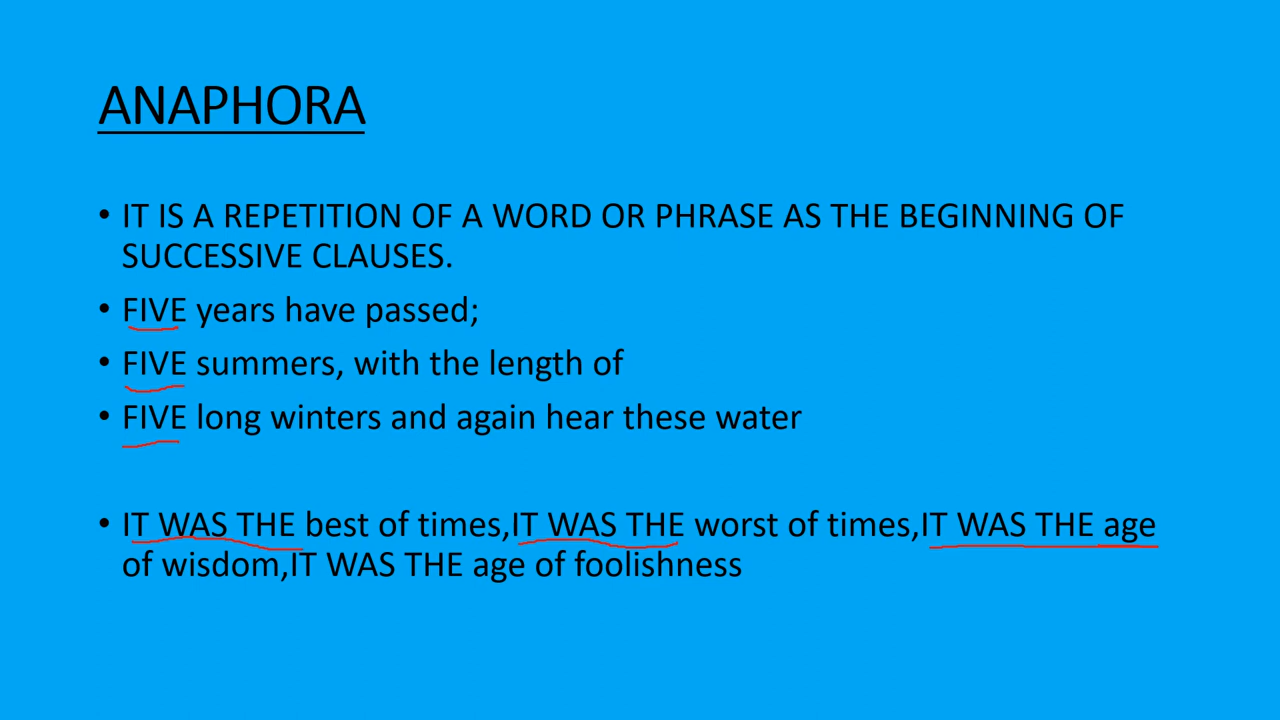 ANAPHORA
• IT IS A REPETITION OF A WORD OR PHRASE AS THE BEGINNING OF
SUCCESSIVE CLAUSES.
• FIVE years have passed;
• FIVE summers, with the length of
• FIVE long winters and again hear these water
• IT WAS THE best of times,IT WAS THE worst of times,IT WAS THE age
of wisdom,IT WAS THE age of foolishness